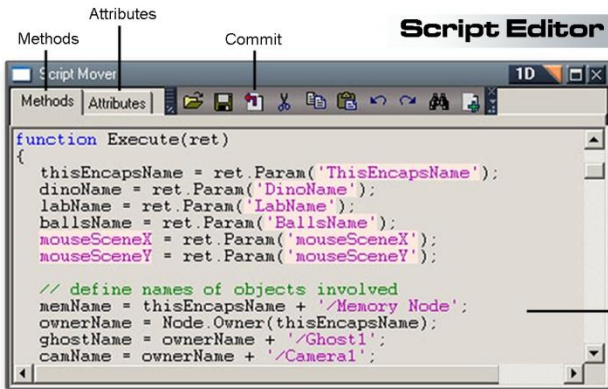 Attributes
Methods Commit Script Editor
Script Mover 1D
Methods Attributes
function Execute(ret)
{
thisEncapsName = ret.Param('ThisEncapsName');
dinoName = ret.Param('DinoName');
labName = ret.Param('LabName');
ballsName = ret.Param('BallsName');
mouseSceneX = ret.Param('mouseSceneX');
mouseSceneY = ret.Param('mouseSceneY');
// define names of objects involved
memName = thisEncapsName + '/Memory Node';
ownerName = Node.Owner(thisEncapsName);
ghostName = ownerName + '/Ghost1';
camName = ownerName + '/Camera1';